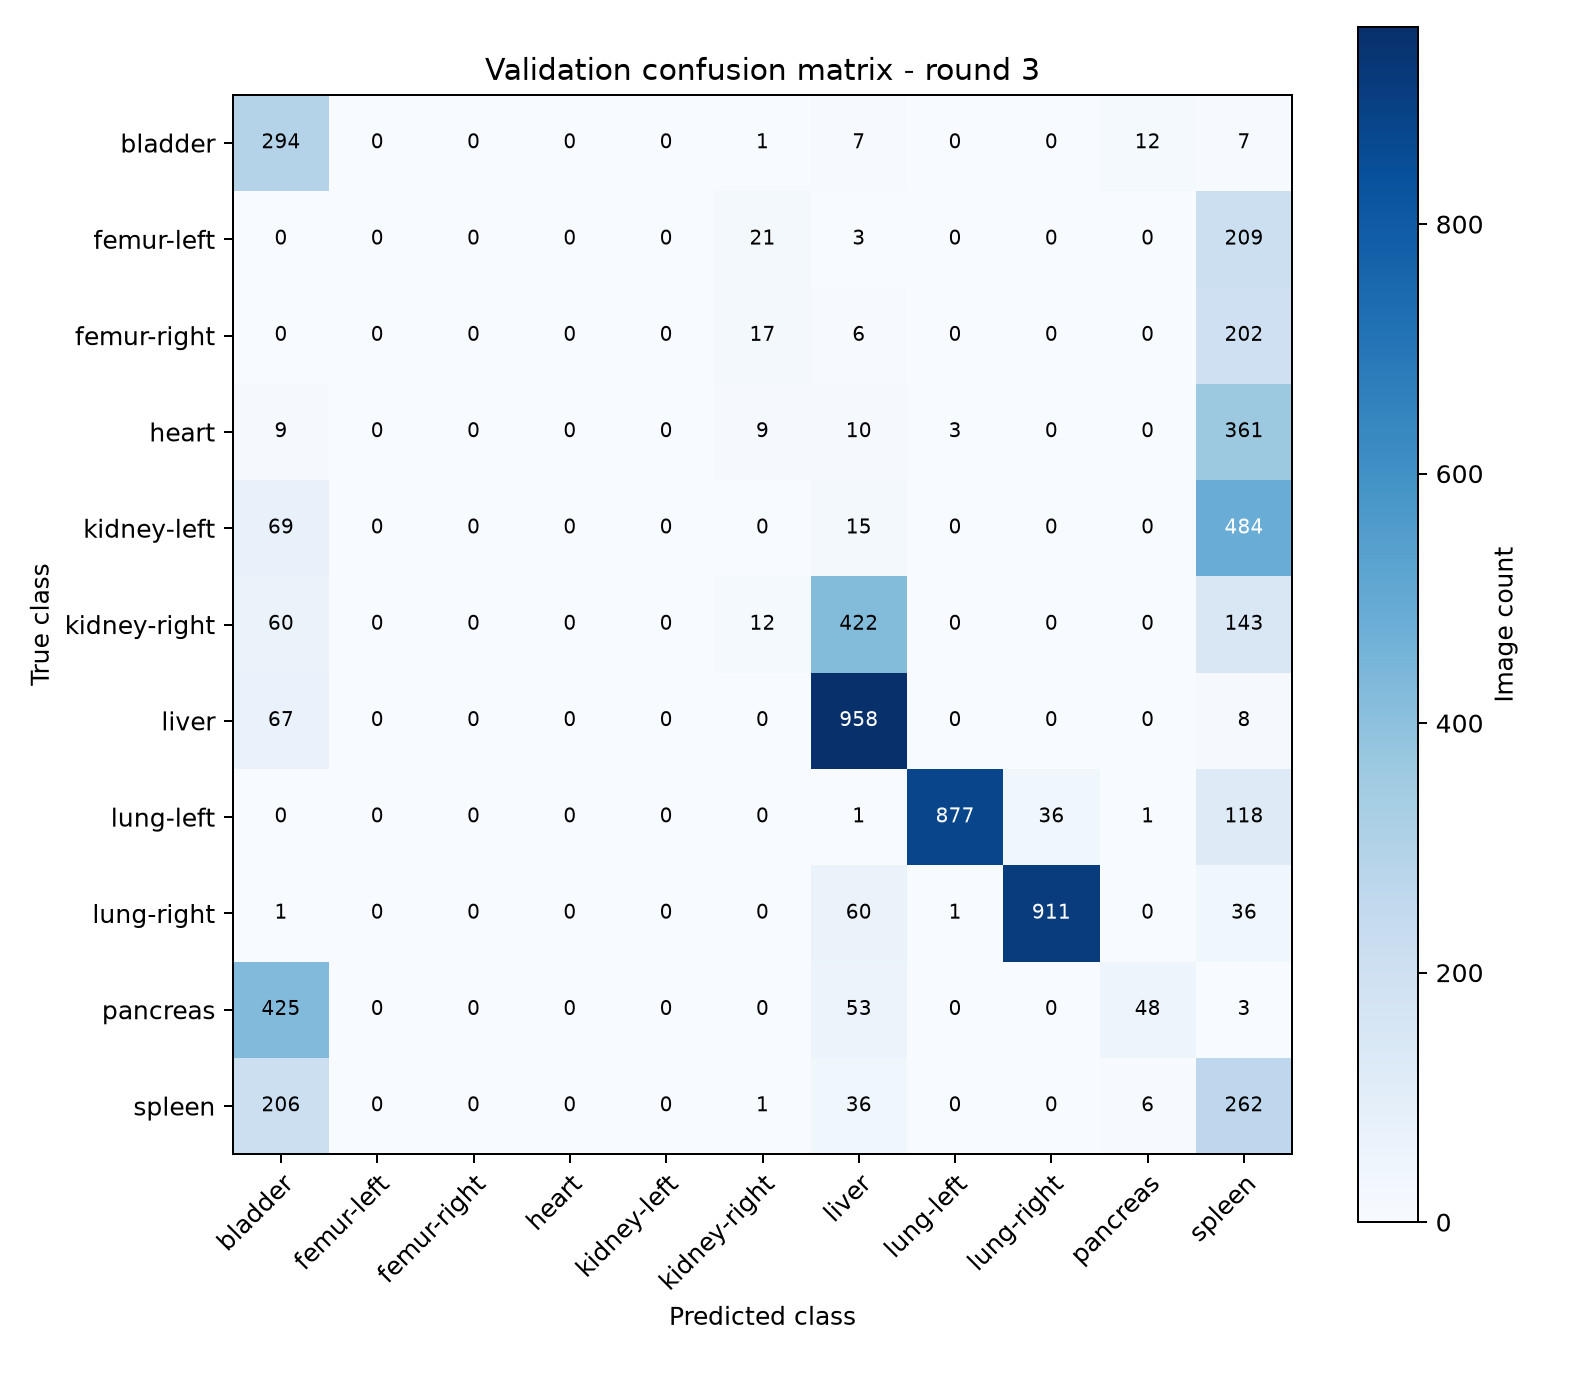 Validation confusion matrix - round 3
bladder 294 0 0 0 0 1 7 0 0 12 7
femur-left 0 0 0 0 0 21 3 0 0 0 209
femur-right 0 0 0 0 0 17 6 0 0 0 202
heart 9 0 0 0 0 9 10 3 0 0 361
kidney-left 69 0 0 0 0 0 15 0 0 0 484
kidney-right 60 0 0 0 0 12 422 0 0 0 143
liver 67 0 0 0 0 0 958 0 0 0 8
lung-left 0 0 0 0 0 0 1 877 36 1 118
lung-right 1 0 0 0 0 0 60 1 911 0 36
pancreas 425 0 0 0 0 0 53 0 0 48 3
spleen 206 0 0 0 0 1 36 0 0 6 262
True class
bladder femur-left femur-right heart kidney-left kidney-right liver lung-left lung-right pancreas spleen
Predicted class
800
600
400
200
0
Image count